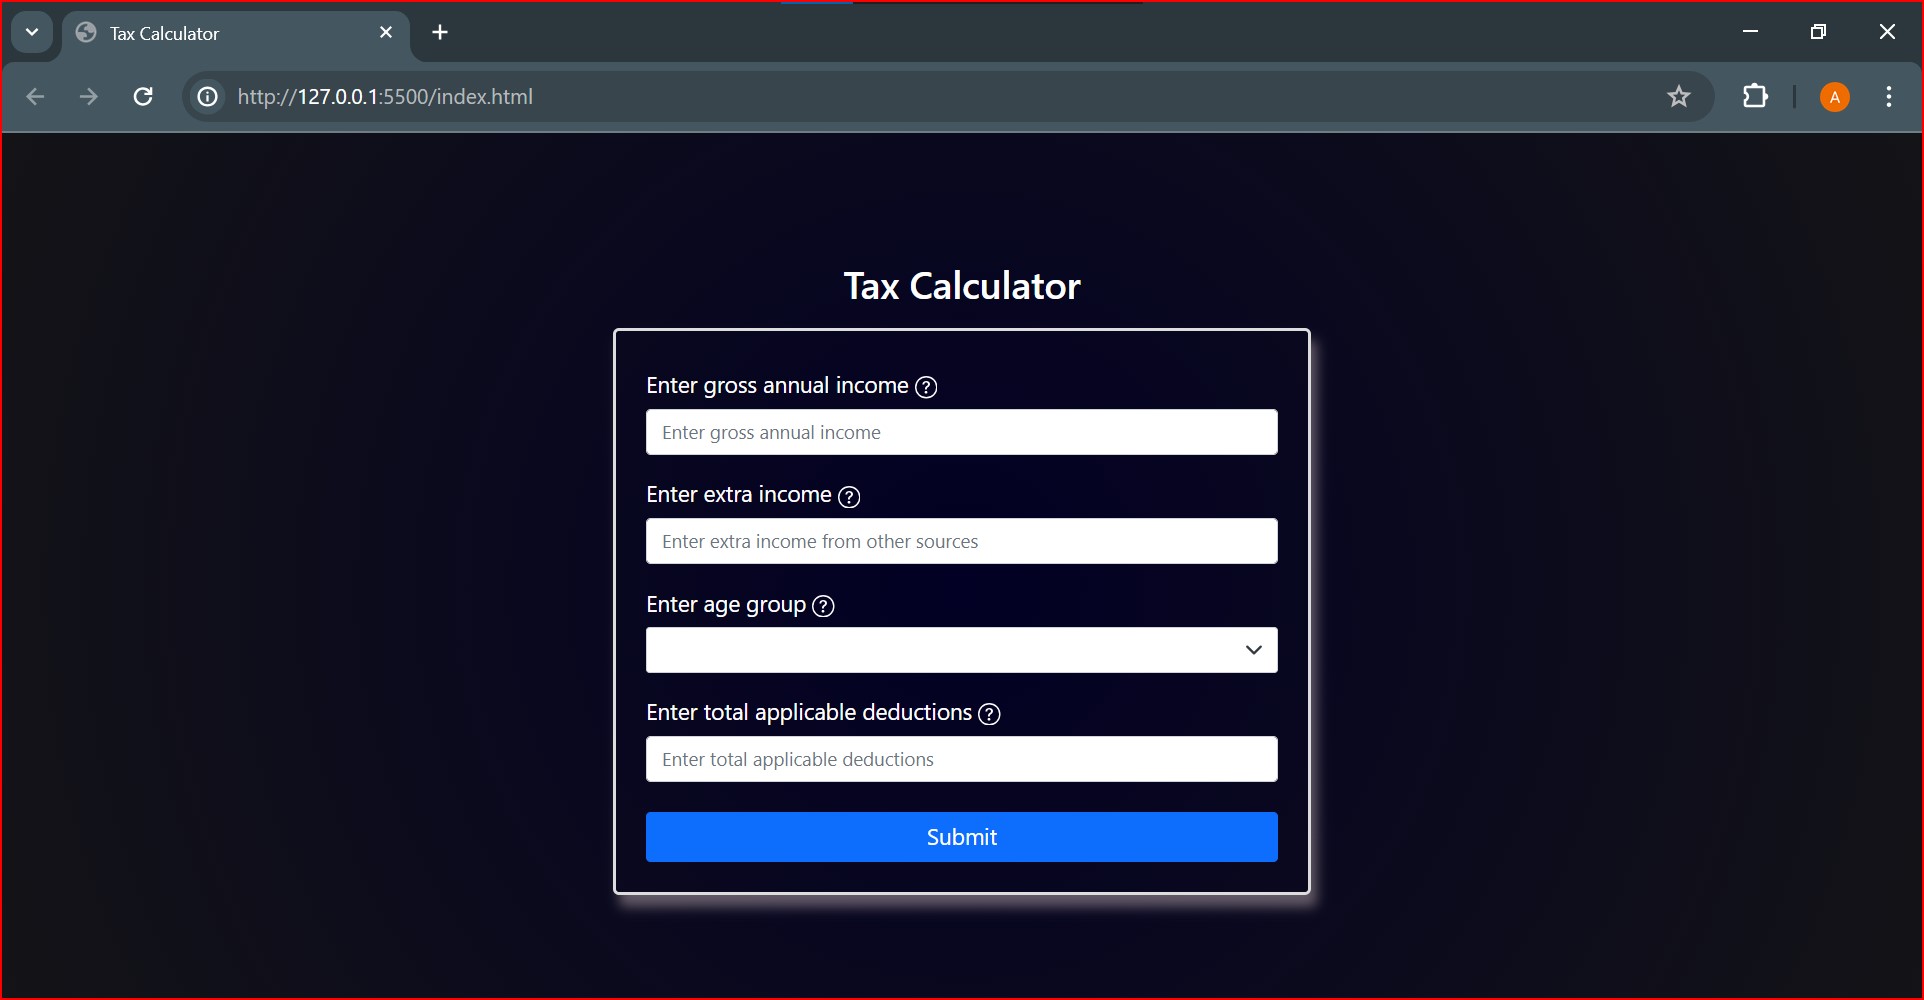 Tax Calculator
http://127.0.0.1:5500/index.html
A
Tax Calculator
Enter gross annual income ?
Enter gross annual income
Enter extra income ?
Enter extra income from other sources
Enter age group ?
Enter total applicable deductions ?
Enter total applicable deductions
Submit